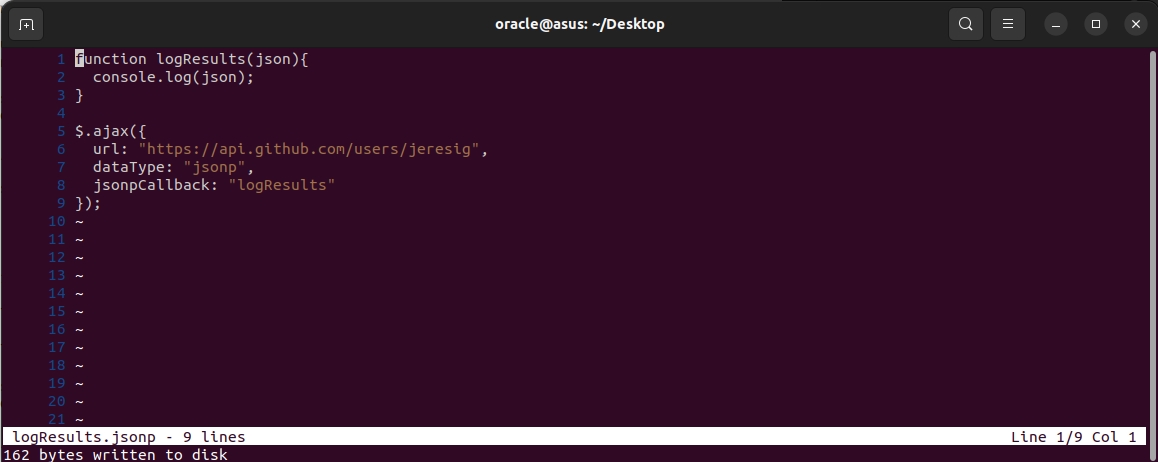 oracle@asus: ~/Desktop
1 function logResults(json){
2   console.log(json);
3 }
4
5 $.ajax({
6   url: "https://api.github.com/users/jeresig",
7   dataType: "jsonp",
8   jsonpCallback: "logResults"
9 });
10 ~
11 ~
12 ~
13 ~
14 ~
15 ~
16 ~
17 ~
18 ~
19 ~
20 ~
21 ~
logResults.jsonp - 9 lines Line 1/9 Col 1
162 bytes written to disk